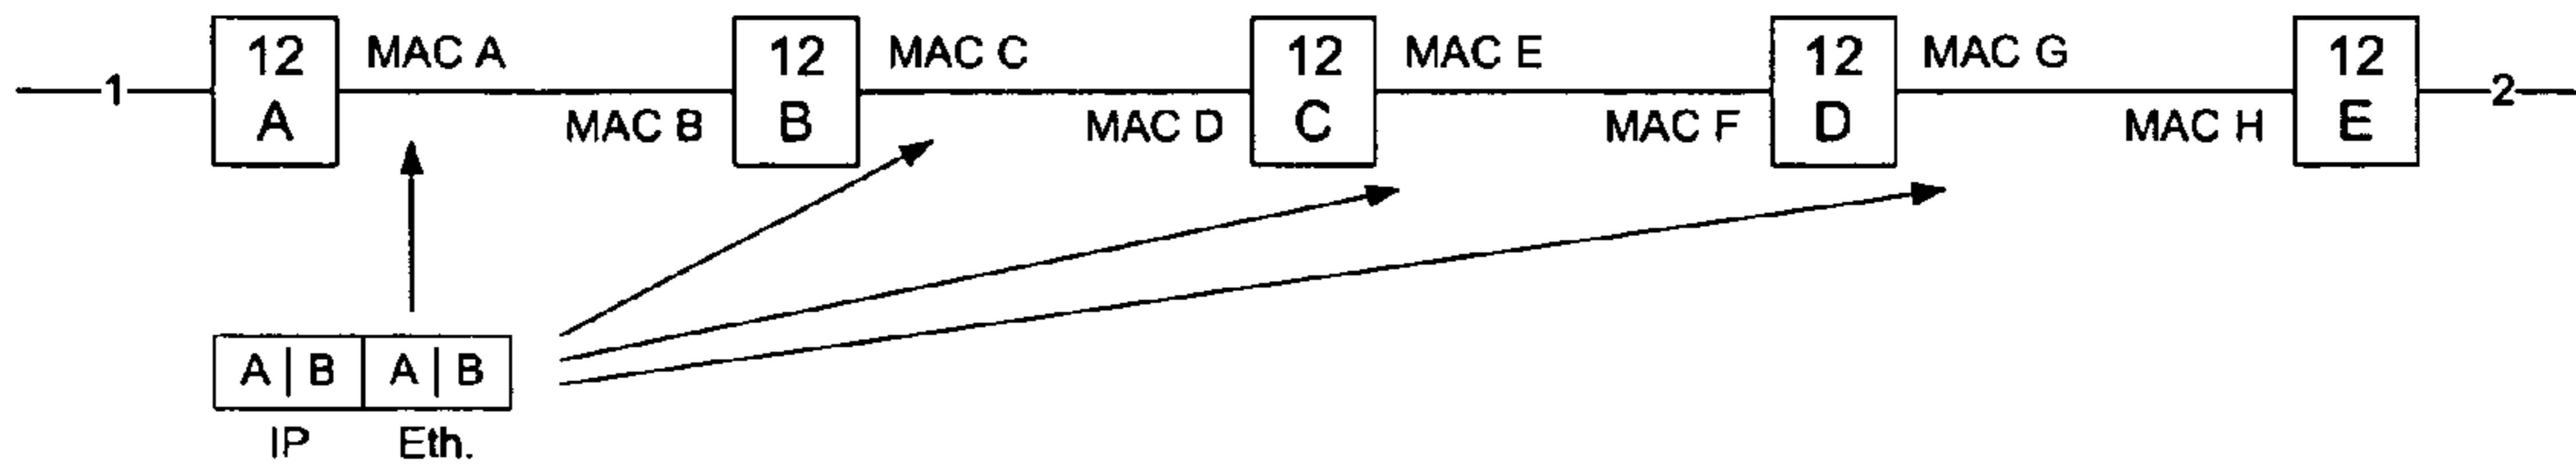 12 MAC A 12 MAC C 12 MAC E 12 MAC G 12
1 2
A MAC B B MAC D C MAC F D MAC H E
A | B A | B
IP Eth.